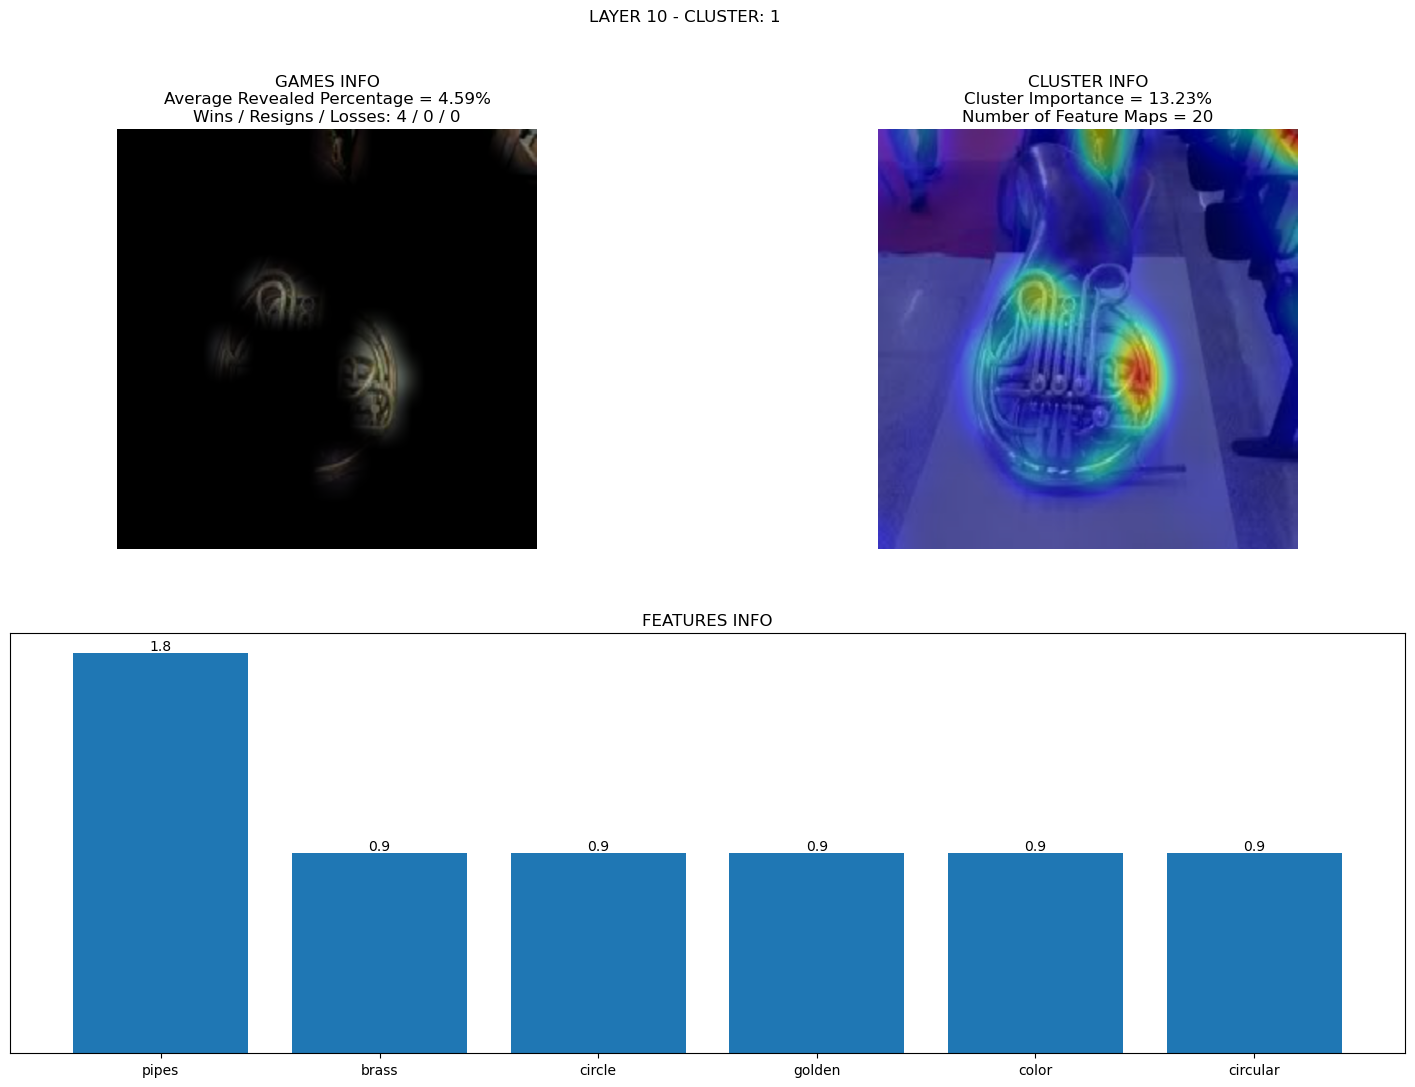 LAYER 10 - CLUSTER: 1
GAMES INFO
Average Revealed Percentage = 4.59%
Wins / Resigns / Losses: 4 / 0 / 0
CLUSTER INFO
Cluster Importance = 13.23%
Number of Feature Maps = 20
FEATURES INFO
1.8
0.9
0.9
0.9
0.9
0.9
pipes
brass
circle
golden
color
circular